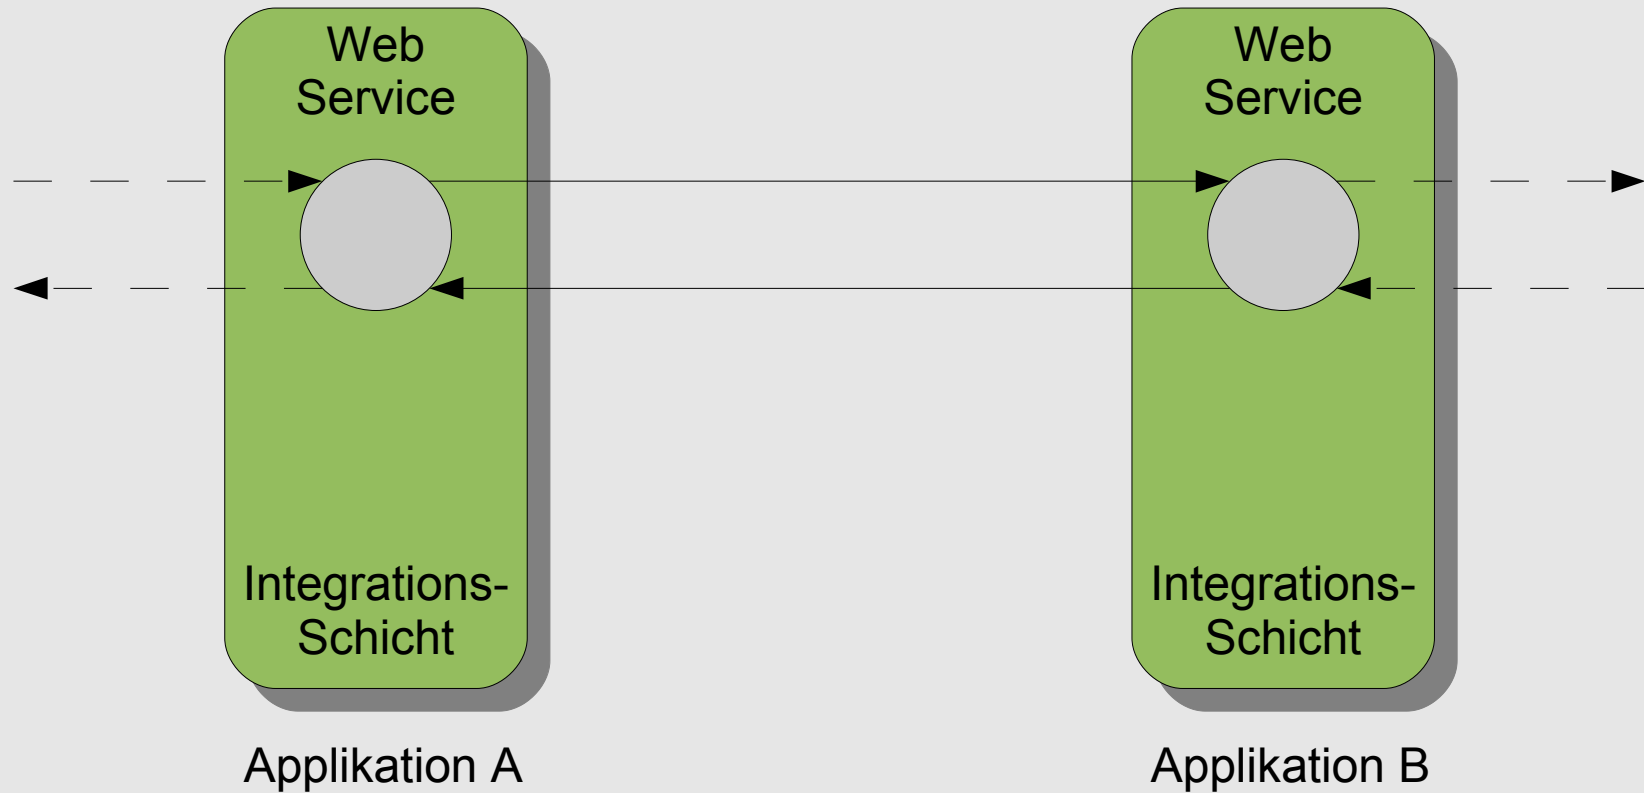 Web
Service
Integrations-
Schicht
Applikation A
Web
Service
Integrations-
Schicht
Applikation B